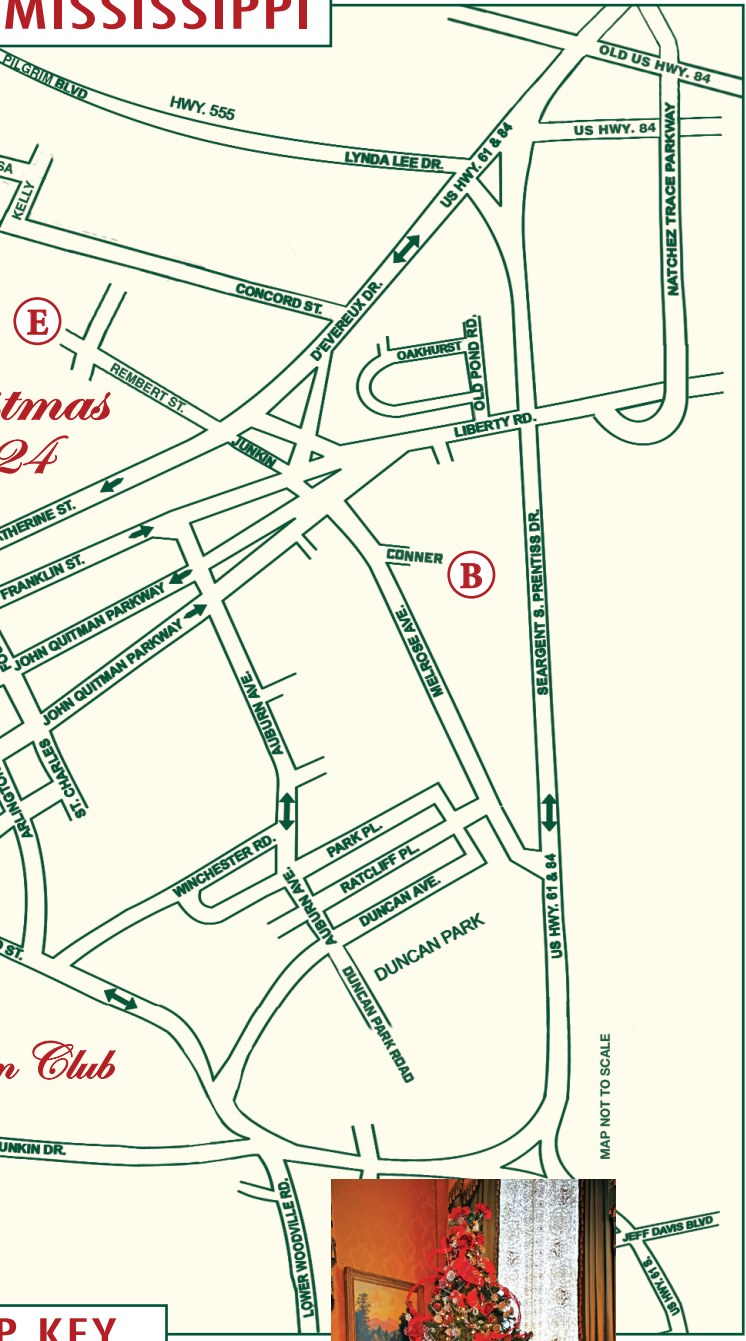 MISSISSIPPI
OLD US HWY. 84
PILGRIM BLVD
HWY. 555
US HWY. 84
LYNDA LEE DR.
US HWY. 61 & 84
NATCHEZ TRACE PARKWAY
SA
KELLY
CONCORD ST.
D'EVEREUX DR.
E
OAKHURST
OLD POND RD.
REMBERT ST.
tmas
24
LIBERTY RD.
JUNKIN
ATHERINE ST.
FRANKLIN ST.
CONNER
B
SEARGENT S. PRENTISS DR.
JOHN QUITMAN PARKWAY
JOHN QUITMAN PARKWAY
MELROSE AVE.
AUBURN AVE.
ST. CHARLES
ARLINGTON
PARK PL.
WINCHESTER RD.
RATCLIFF PL.
DUNCAN AVE.
AUBURN AVE.
US HWY. 61 & 84
DUNCAN PARK
ST.
DUNCAN PARK ROAD
n Club
MAP NOT TO SCALE
UNKIN DR.
LOWER WOODVILLE RD.
JEFF DAVIS BLVD
US HWY. 61 S.
P KEY